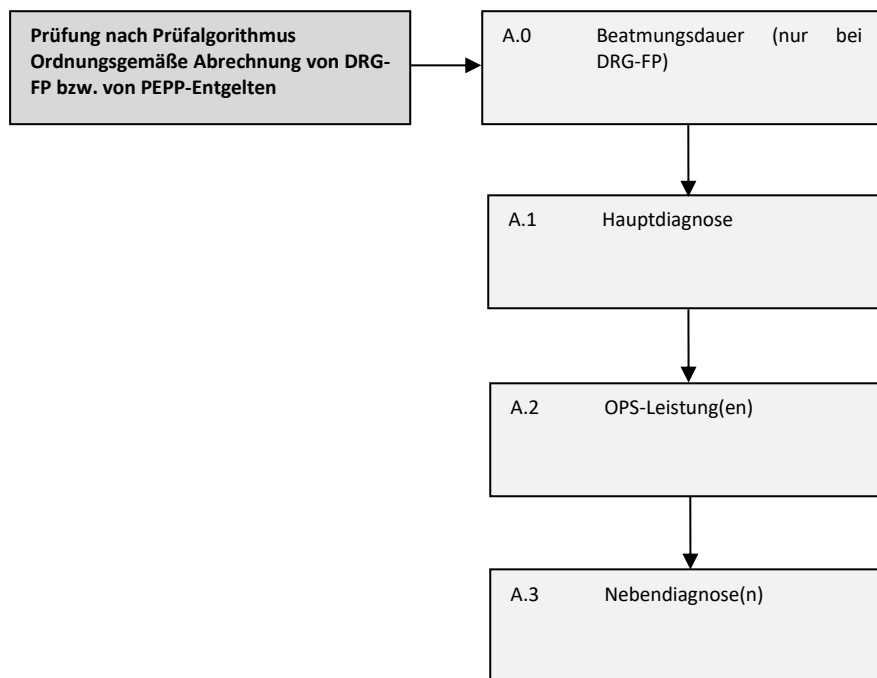 Prüfung nach Prüfalgorithmus
Ordnungsgemäße Abrechnung von DRG-
FP bzw. von PEPP-Entgelten
A.0 Beatmungsdauer (nur bei
DRG-FP)
A.1 Hauptdiagnose
A.2 OPS-Leistung(en)
A.3 Nebendiagnose(n)